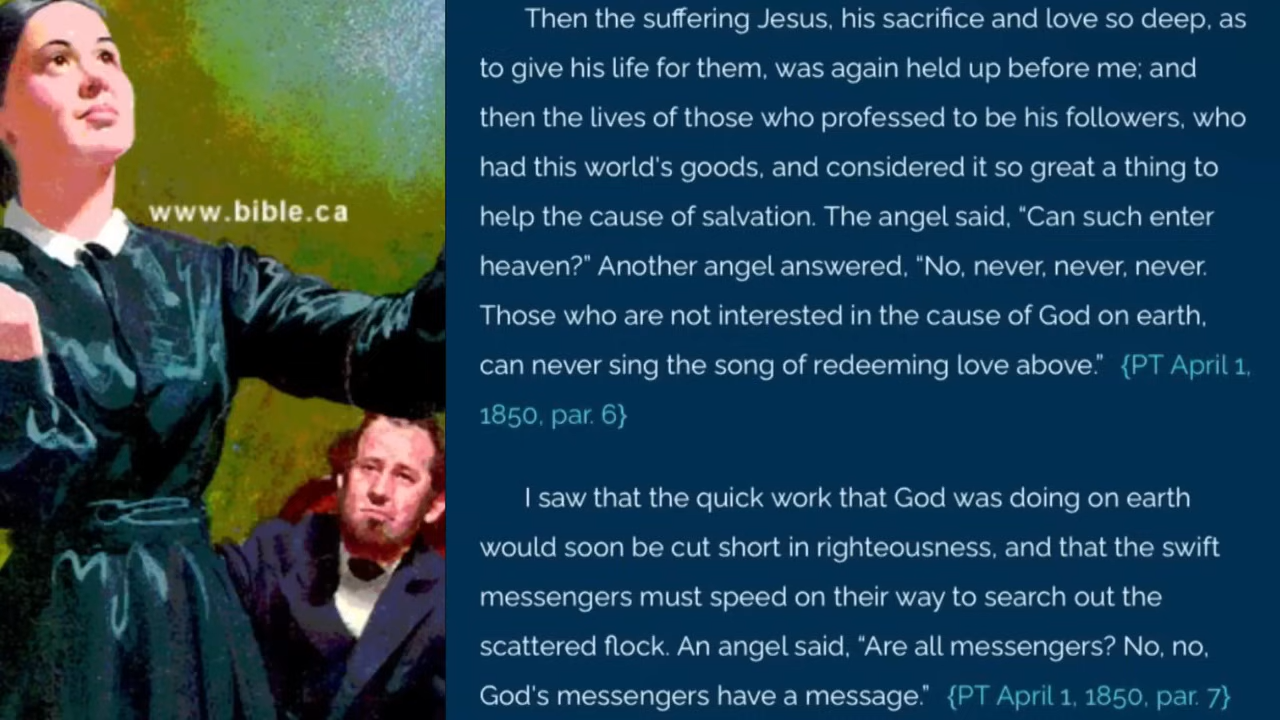 www.bible.ca
Then the suffering Jesus, his sacrifice and love so deep, as
to give his life for them, was again held up before me; and
then the lives of those who professed to be his followers, who
had this world's goods, and considered it so great a thing to
help the cause of salvation. The angel said, “Can such enter
heaven?” Another angel answered, “No, never, never, never.
Those who are not interested in the cause of God on earth,
can never sing the song of redeeming love above.” {PT April 1,
1850, par. 6}
I saw that the quick work that God was doing on earth
would soon be cut short in righteousness, and that the swift
messengers must speed on their way to search out the
scattered flock. An angel said, “Are all messengers? No, no,
God's messengers have a message.” {PT April 1, 1850, par. 7}